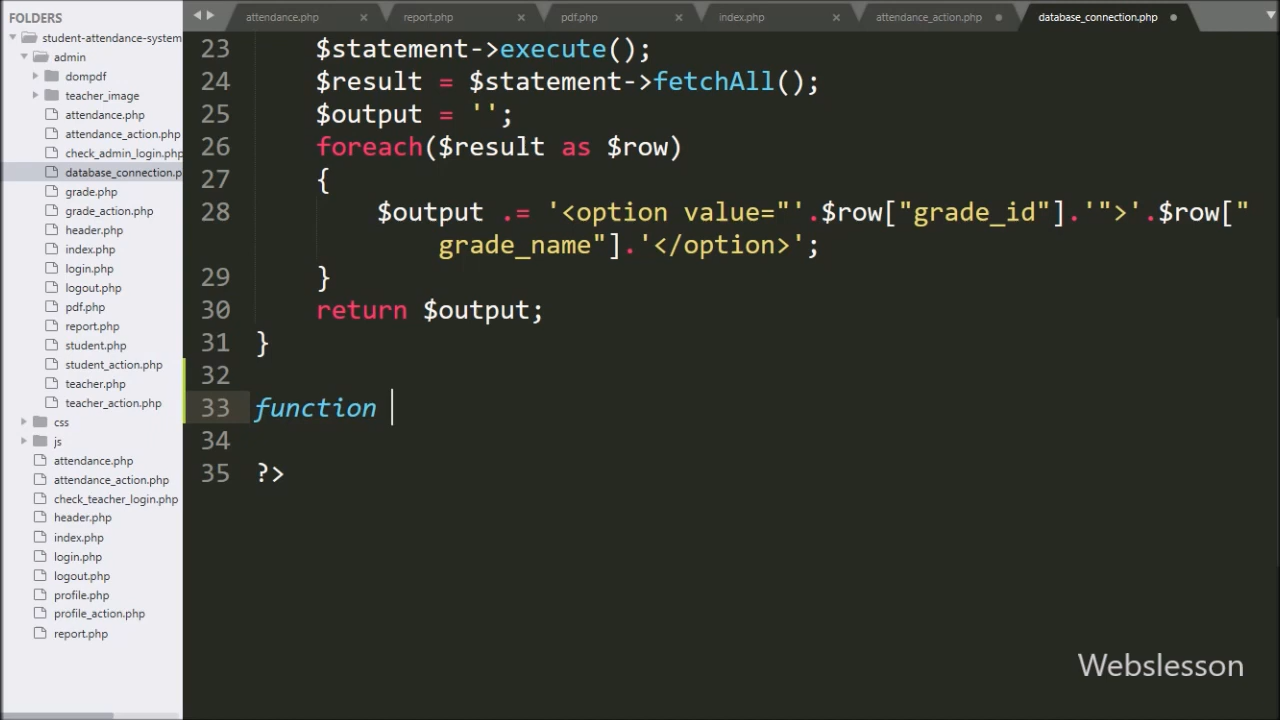 FOLDERS
student-attendance-system
admin
dompdf
teacher_image
attendance.php
attendance_action.php
check_admin_login.php
database_connection.p
grade.php
grade_action.php
header.php
index.php
login.php
logout.php
pdf.php
report.php
student.php
student_action.php
teacher.php
teacher_action.php
css
js
attendance.php
attendance_action.php
check_teacher_login.php
header.php
index.php
login.php
logout.php
profile.php
profile_action.php
report.php
attendance.php × report.php × pdf.php × index.php × attendance_action.php database_connection.php
23 $statement->execute();
24 $result = $statement->fetchAll();
25 $output = '';
26 foreach($result as $row)
27 {
28 $output .= '<option value="'.$row["grade_id"].'">'.$row["
grade_name"].'</option>';
29 }
30 return $output;
31 }
32
33 function
34
35 ?>
Webslesson